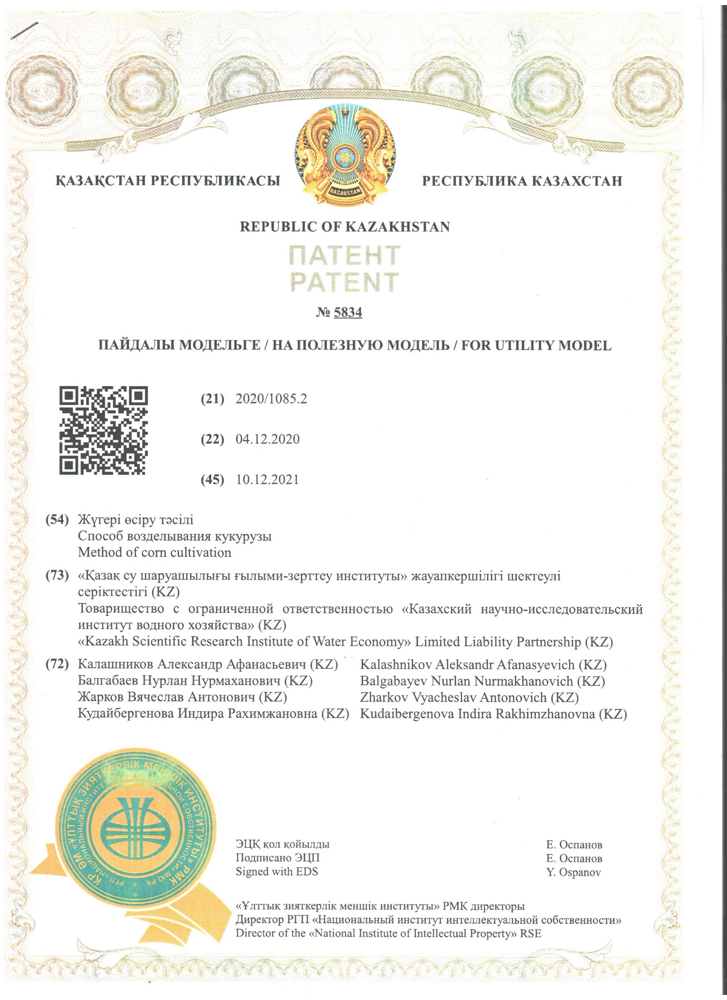 ҚАЗАҚСТАН РЕСПУБЛИКАСЫ
QAZAQSTAN
РЕСПУБЛИКА КАЗАХСТАН
REPUBLIC OF KAZAKHSTAN
ПАТЕНТ
PATENT
№ 5834
ПАЙДАЛЫ МОДЕЛЬГЕ / НА ПОЛЕЗНУЮ МОДЕЛЬ / FOR UTILITY MODEL
(21) 2020/1085.2
(22) 04.12.2020
(45) 10.12.2021
(54) Жүгері өсіру тәсілі
Способ возделывания кукурузы
Method of corn cultivation
(73) «Қазақ су шаруашылығы ғылыми-зерттеу институты» жауапкершілігі шектеулі
серіктестігі (KZ)
Товарищество с ограниченной ответственностью «Казахский научно-исследовательский
институт водного хозяйства» (KZ)
«Kazakh Scientific Research Institute of Water Economy» Limited Liability Partnership (KZ)
(72) Калашников Александр Афанасьевич (KZ) Kalashnikov Aleksandr Afanasyevich (KZ)
Балгабаев Нурлан Нурмаханович (KZ) Balgabayev Nurlan Nurmakhanovich (KZ)
Жарков Вячеслав Антонович (KZ) Zharkov Vyacheslav Antonovich (KZ)
Кудайбергенова Индира Рахимжановна (KZ) Kudaibergenova Indira Rakhimzhanovna (KZ)
ҚР ӘМ «ҰЛТТЫҚ ЗИЯТКЕРЛІК МЕНШІК ИНСТИТУТЫ» РМК
РГП «НАЦИОНАЛЬНЫЙ ИНСТИТУТ ИНТЕЛЛЕКТУАЛЬНОЙ СОБСТВЕННОСТИ» МЮ РК
ЭЦҚ қол қойылды Е. Оспанов
Подписано ЭЦП Е. Оспанов
Signed with EDS Y. Ospanov
«Ұлттық зияткерлік меншік институты» РМК директоры
Директор РГП «Национальный институт интеллектуальной собственности»
Director of the «National Institute of Intellectual Property» RSE